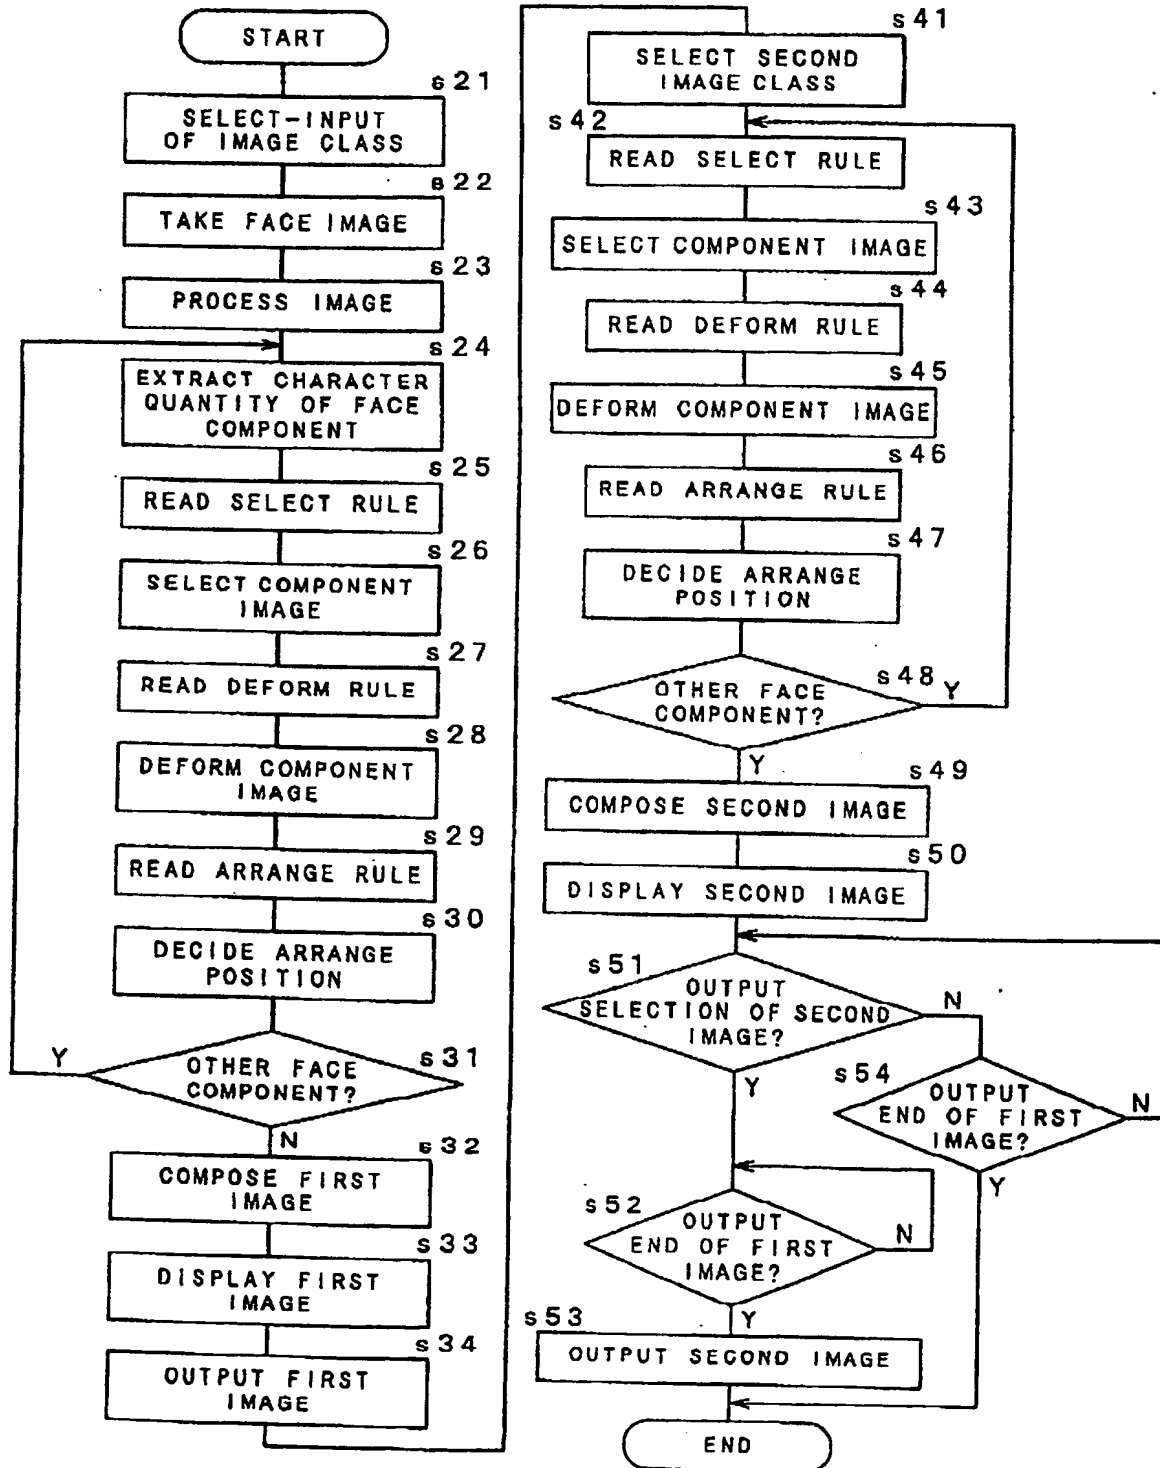 START
s21
SELECT-INPUT
OF IMAGE CLASS
s22
TAKE FACE IMAGE
s23
PROCESS IMAGE
s24
EXTRACT CHARACTER
QUANTITY OF FACE
COMPONENT
s25
READ SELECT RULE
s26
SELECT COMPONENT
IMAGE
s27
READ DEFORM RULE
s28
DEFORM COMPONENT
IMAGE
s29
READ ARRANGE RULE
s30
DECIDE ARRANGE
POSITION
s31
Y
OTHER FACE
COMPONENT?
N
s32
COMPOSE FIRST
IMAGE
s33
DISPLAY FIRST
IMAGE
s34
OUTPUT FIRST
IMAGE
s41
SELECT SECOND
IMAGE CLASS
s42
READ SELECT RULE
s43
SELECT COMPONENT IMAGE
s44
READ DEFORM RULE
s45
DEFORM COMPONENT IMAGE
s46
READ ARRANGE RULE
s47
DECIDE ARRANGE
POSITION
s48
Y
OTHER FACE
COMPONENT?
Y
s49
COMPOSE SECOND IMAGE
s50
DISPLAY SECOND IMAGE
s51
OUTPUT
SELECTION OF SECOND
IMAGE?
N
Y
s54
OUTPUT
END OF FIRST
IMAGE?
N
Y
s52
OUTPUT
END OF FIRST
IMAGE?
N
Y
s53
OUTPUT SECOND IMAGE
END